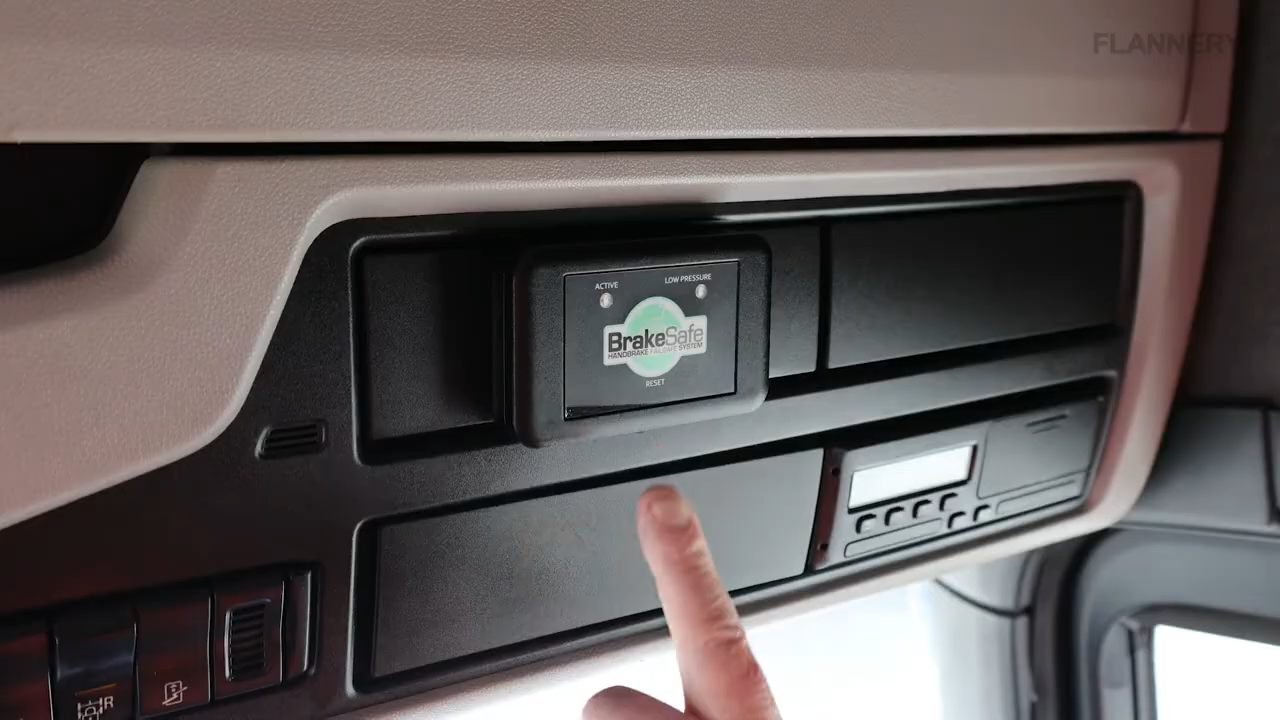 FLANNERY
ACTIVE
LOW PRESSURE
BrakeSafe
HANDBRAKE FAILSAFE SYSTEM
RESET
R